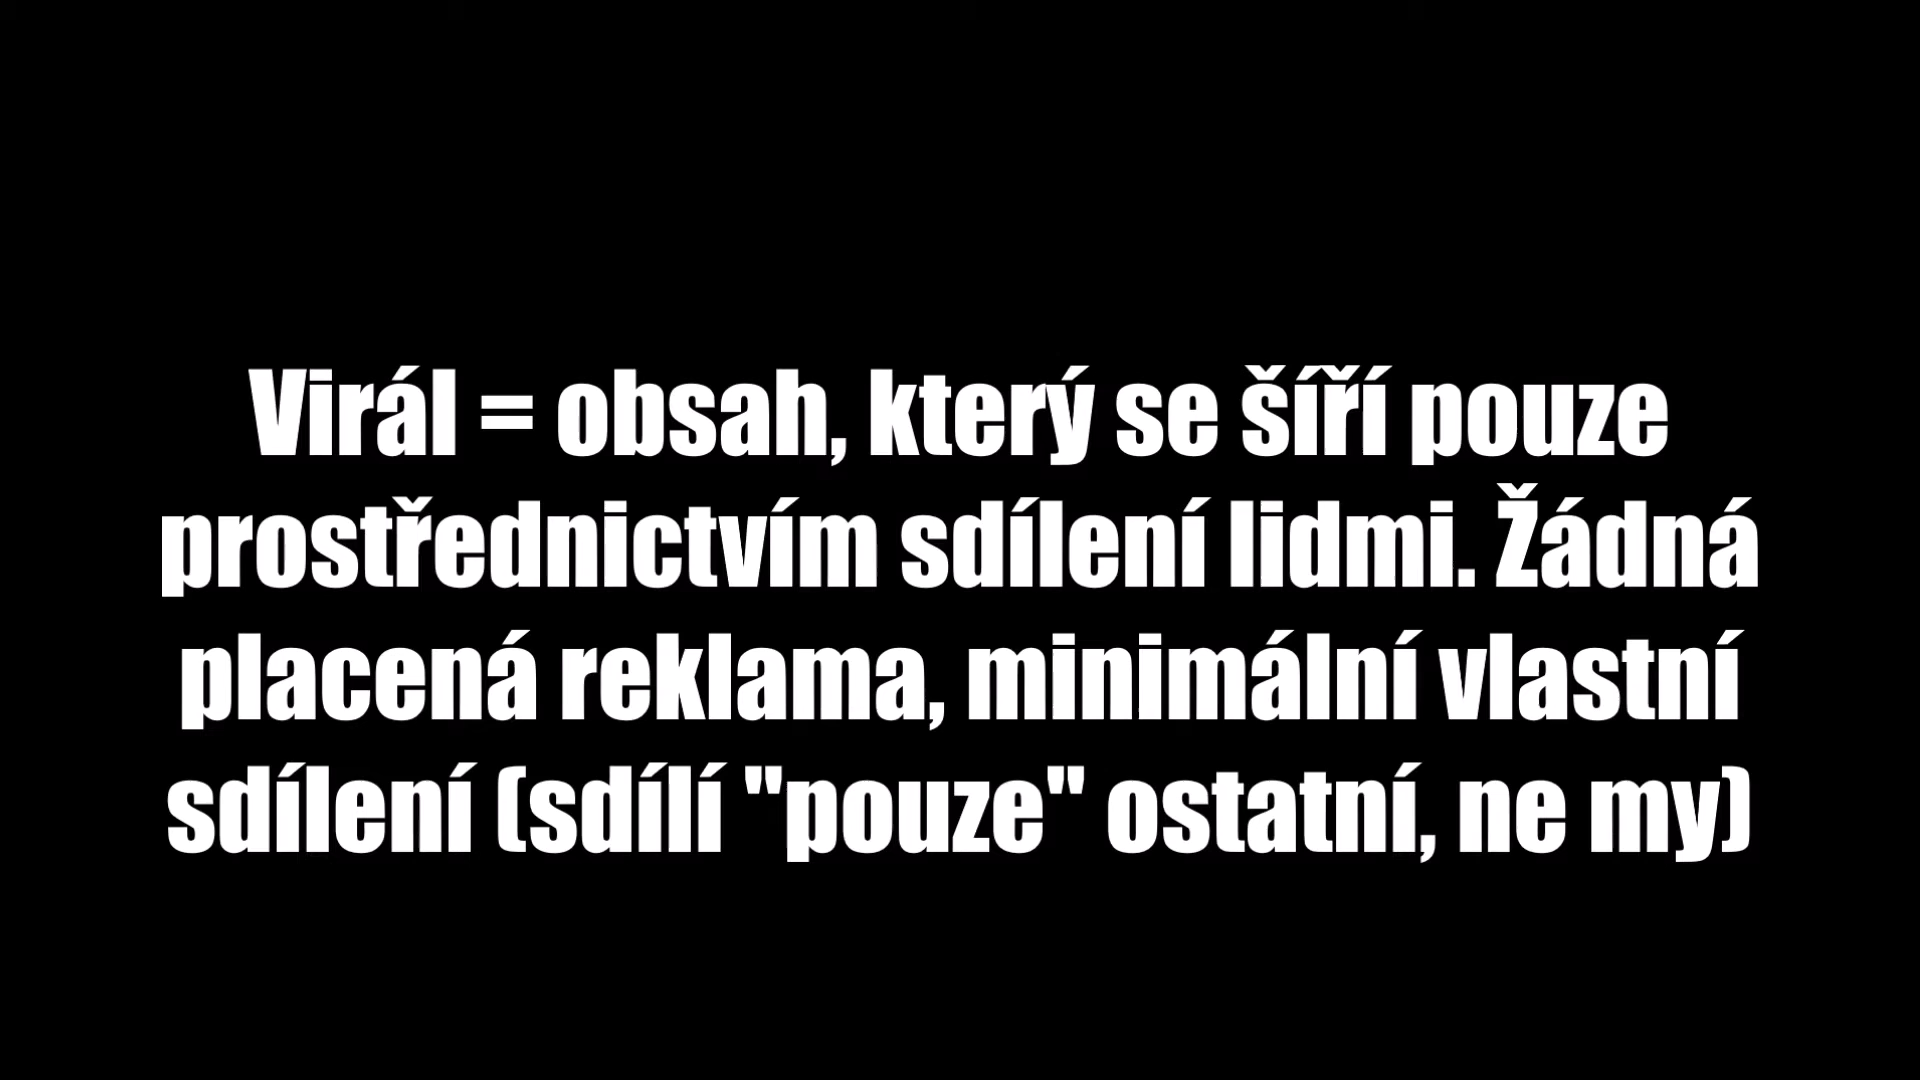 Virál = obsah, který se šíří pouze
prostřednictvím sdílení lidmi. Žádná
placená reklama, minimální vlastní
sdílení (sdílí "pouze" ostatní, ne my)